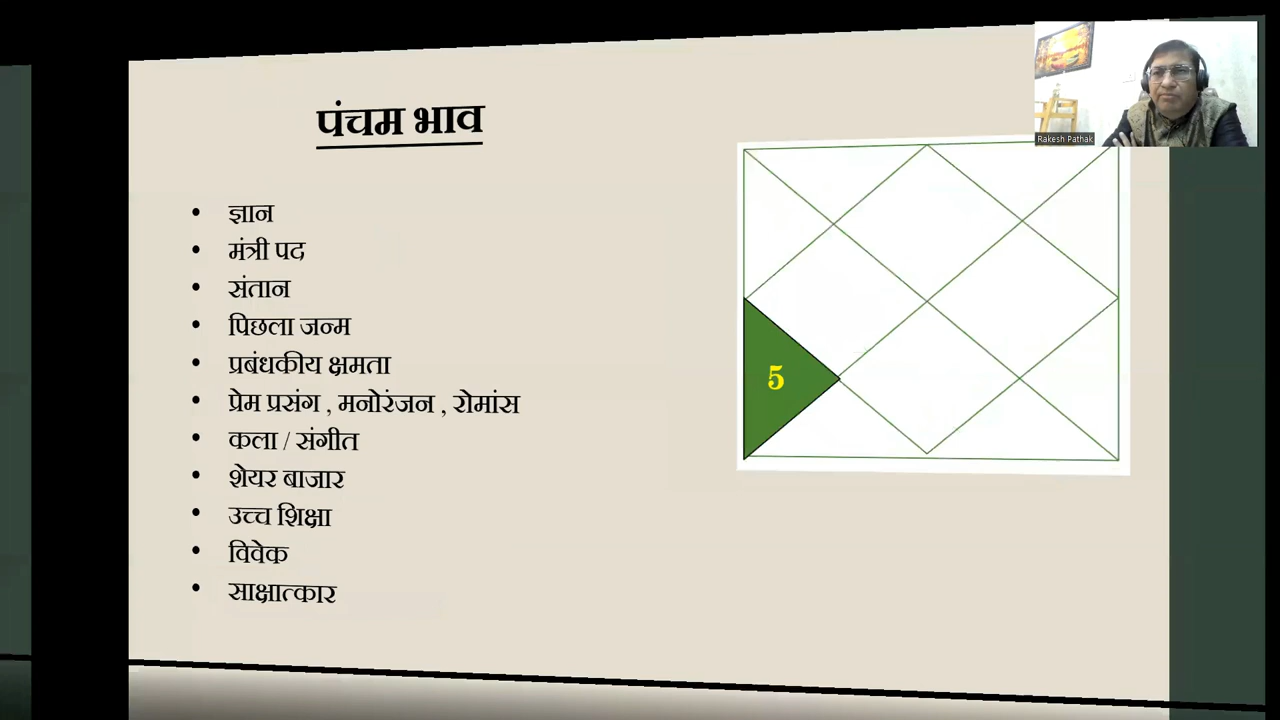 पंचम भाव
• ज्ञान
• मंत्री पद
• संतान
• पिछला जन्म
• प्रबंधकीय क्षमता
• प्रेम प्रसंग , मनोरंजन , रोमांस
• कला / संगीत
• शेयर बाजार
• उच्च शिक्षा
• विवेक
• साक्षात्कार
5
Rakesh Pathak